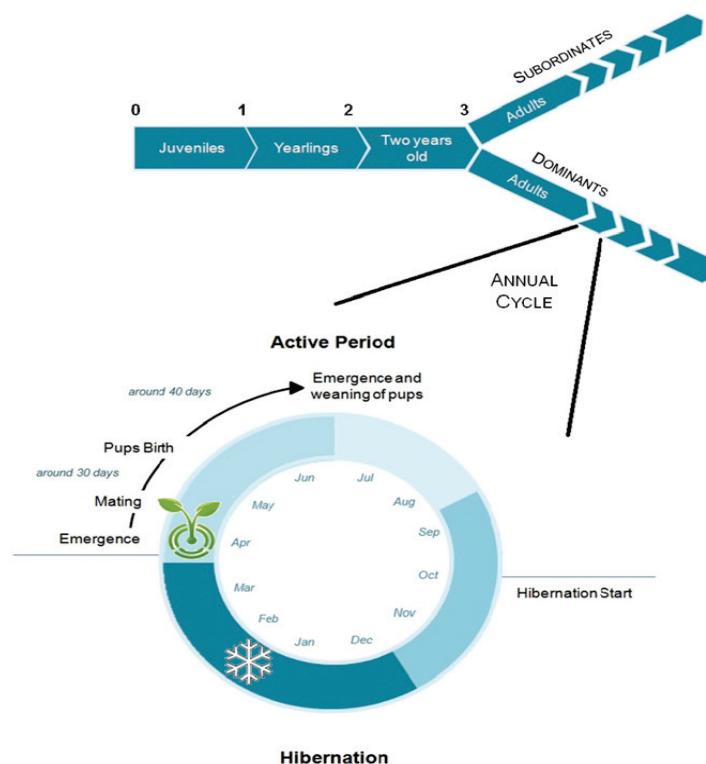 SUBORDINATES
0 1 2 3
Adults
Juveniles
Yearlings
Two years
old
DOMINANTS
Adults
ANNUAL
CYCLE
Active Period
around 40 days
Emergence and
weaning of pups
Pups Birth
around 30 days
Mating
Emergence
Jun
Jul
May
Aug
Apr
Sep
Mar
Oct
Feb
Nov
Jan
Dec
Hibernation Start
Hibernation